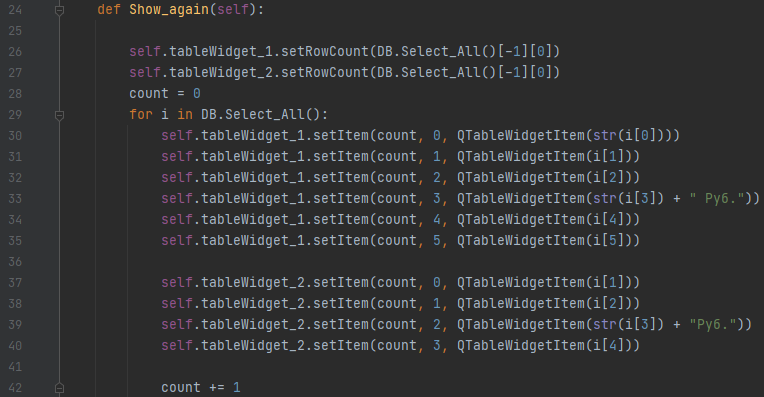 24 def Show_again(self):
25
26 self.tableWidget_1.setRowCount(DB.Select_All()[-1][0])
27 self.tableWidget_2.setRowCount(DB.Select_All()[-1][0])
28 count = 0
29 for i in DB.Select_All():
30 self.tableWidget_1.setItem(count, 0, QTableWidgetItem(str(i[0])))
31 self.tableWidget_1.setItem(count, 1, QTableWidgetItem(i[1]))
32 self.tableWidget_1.setItem(count, 2, QTableWidgetItem(i[2]))
33 self.tableWidget_1.setItem(count, 3, QTableWidgetItem(str(i[3]) + " Руб."))
34 self.tableWidget_1.setItem(count, 4, QTableWidgetItem(i[4]))
35 self.tableWidget_1.setItem(count, 5, QTableWidgetItem(i[5]))
36
37 self.tableWidget_2.setItem(count, 0, QTableWidgetItem(i[1]))
38 self.tableWidget_2.setItem(count, 1, QTableWidgetItem(i[2]))
39 self.tableWidget_2.setItem(count, 2, QTableWidgetItem(str(i[3]) + "Руб."))
40 self.tableWidget_2.setItem(count, 3, QTableWidgetItem(i[4]))
41
42 count += 1